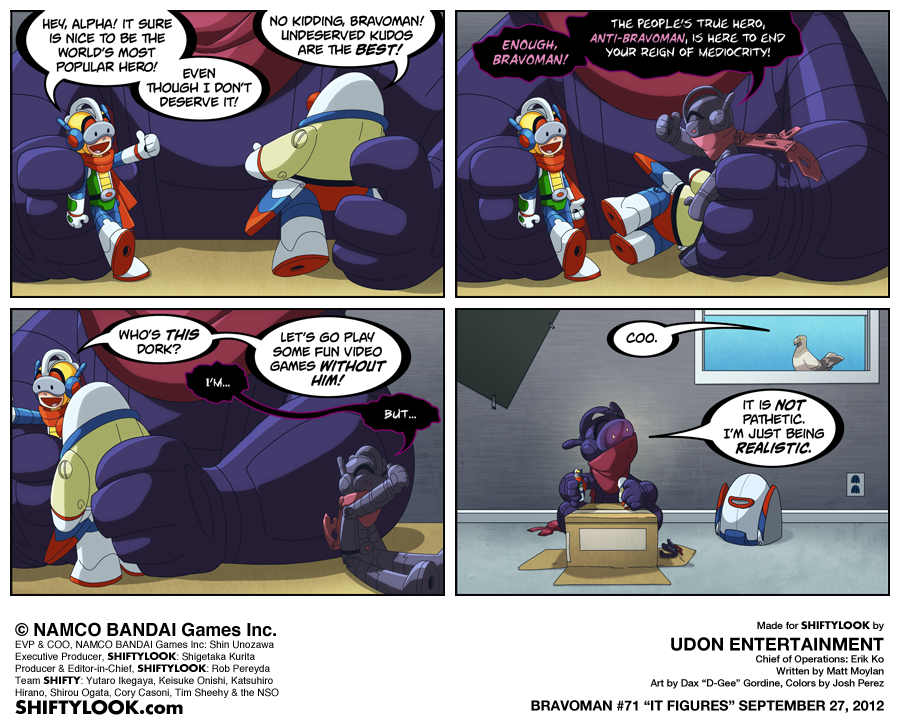 HEY, ALPHA! IT SURE
IS NICE TO BE THE
WORLD'S MOST
POPULAR HERO!
EVEN
THOUGH I DON'T
DESERVE IT!
NO KIDDING, BRAVOMAN!
UNDESERVED KUDOS
ARE THE BEST!
ENOUGH,
BRAVOMAN!
THE PEOPLE'S TRUE HERO,
ANTI-BRAVOMAN, IS HERE TO END
YOUR REIGN OF MEDIOCRITY!
WHO'S THIS
DORK?
LET'S GO PLAY
SOME FUN VIDEO
GAMES WITHOUT
HIM!
I'M...
BUT...
COO.
IT IS NOT
PATHETIC.
I'M JUST BEING
REALISTIC.
© NAMCO BANDAI Games Inc.
EVP & COO, NAMCO BANDAI Games Inc: Shin Unozawa
Executive Producer, SHIFTYLOOK: Shigetaka Kurita
Producer & Editor-in-Chief, SHIFTYLOOK: Rob Pereyda
Team SHIFTY: Yutaro Ikegaya, Keisuke Onishi, Katsuhiro
Hirano, Shirou Ogata, Cory Casoni, Tim Sheehy & the NSO
SHIFTYLOOK.com
Made for SHIFTYLOOK by
UDON ENTERTAINMENT
Chief of Operations: Erik Ko
Written by Matt Moylan
Art by Dax "D-Gee" Gordine, Colors by Josh Perez
BRAVOMAN #71 "IT FIGURES" SEPTEMBER 27, 2012